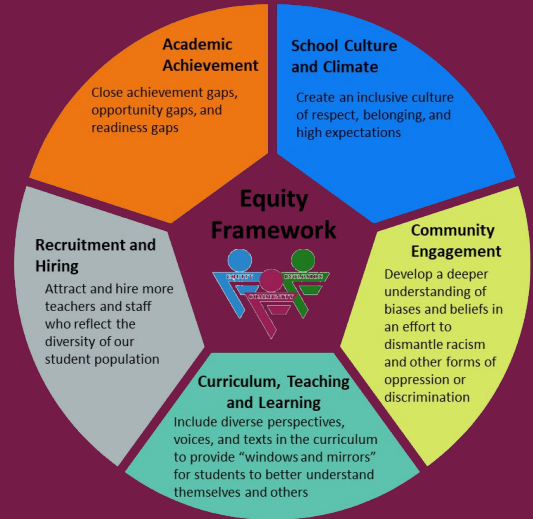 Academic
Achievement
Close achievement gaps,
opportunity gaps, and
readiness gaps
School Culture
and Climate
Create an inclusive culture
of respect, belonging, and
high expectations
Equity
Framework
EQUITY
INCLUSION
COMMUNITY
Recruitment and
Hiring
Attract and hire more
teachers and staff
who reflect the
diversity of our
student population
Community
Engagement
Develop a deeper
understanding of
biases and beliefs in
an effort to
dismantle racism
and other forms of
oppression or
discrimination
Curriculum, Teaching
and Learning
Include diverse perspectives,
voices, and texts in the curriculum
to provide “windows and mirrors”
for students to better understand
themselves and others